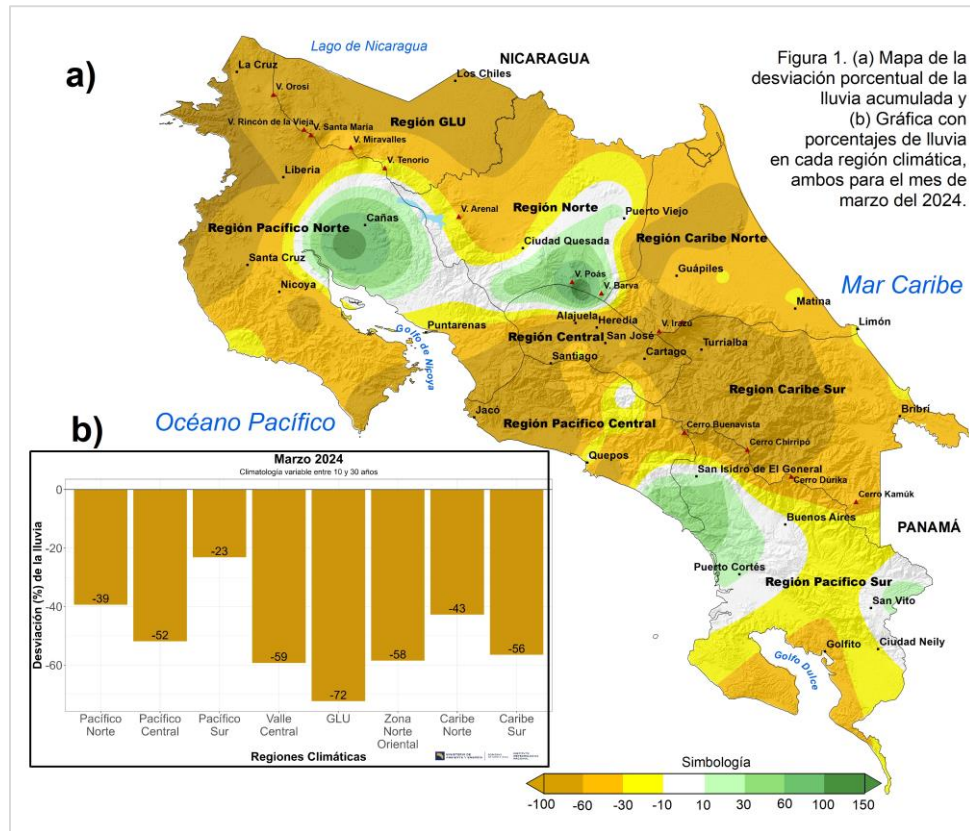 a)
Lago de Nicaragua
NICARAGUA
Figura 1. (a) Mapa de la
desviación porcentual de la
lluvia acumulada y
(b) Gráfica con
porcentajes de lluvia
en cada región climática,
ambos para el mes de
marzo del 2024.
La Cruz
Los Chiles
V. Orosí
Región GLU
V. Rincón de la Vieja
V. Santa María
V. Miravalles
V. Tenorio
Liberia
V. Arenal
Región Norte
Puerto Viejo
Región Pacífico Norte
Cañas
Ciudad Quesada
Región Caribe Norte
Santa Cruz
V. Poás
Guápiles
Mar Caribe
Nicoya
V. Barva
Matina
Puntarenas
Alajuela
Heredia
V. Irazú
Limón
Golfo de Nicoya
Región Central
San José
Turrialba
Santiago
Cartago
Region Caribe Sur
Océano Pacífico
Jacó
Región Pacífico Central
Cerro Buenavista
Bribrí
Quepos
Cerro Chirripó
San Isidro de El General
Cerro Dúrika
Cerro Kamúk
Buenos Aires
PANAMÁ
Puerto Cortés
Región Pacífico Sur
San Vito
Golfito
Ciudad Neily
Golfo Dulce
b)
Marzo 2024
Climatología variable entre 10 y 30 años
Desviación (%) de la lluvia
0
-20
-40
-60
-39
-52
-23
-59
-72
-58
-43
-56
Pacífico
Norte
Pacífico
Central
Pacífico
Sur
Valle
Central
GLU
Zona
Norte
Oriental
Caribe
Norte
Caribe
Sur
Regiones Climáticas
Simbología
-100 -60 -30 -10 10 30 60 100 150